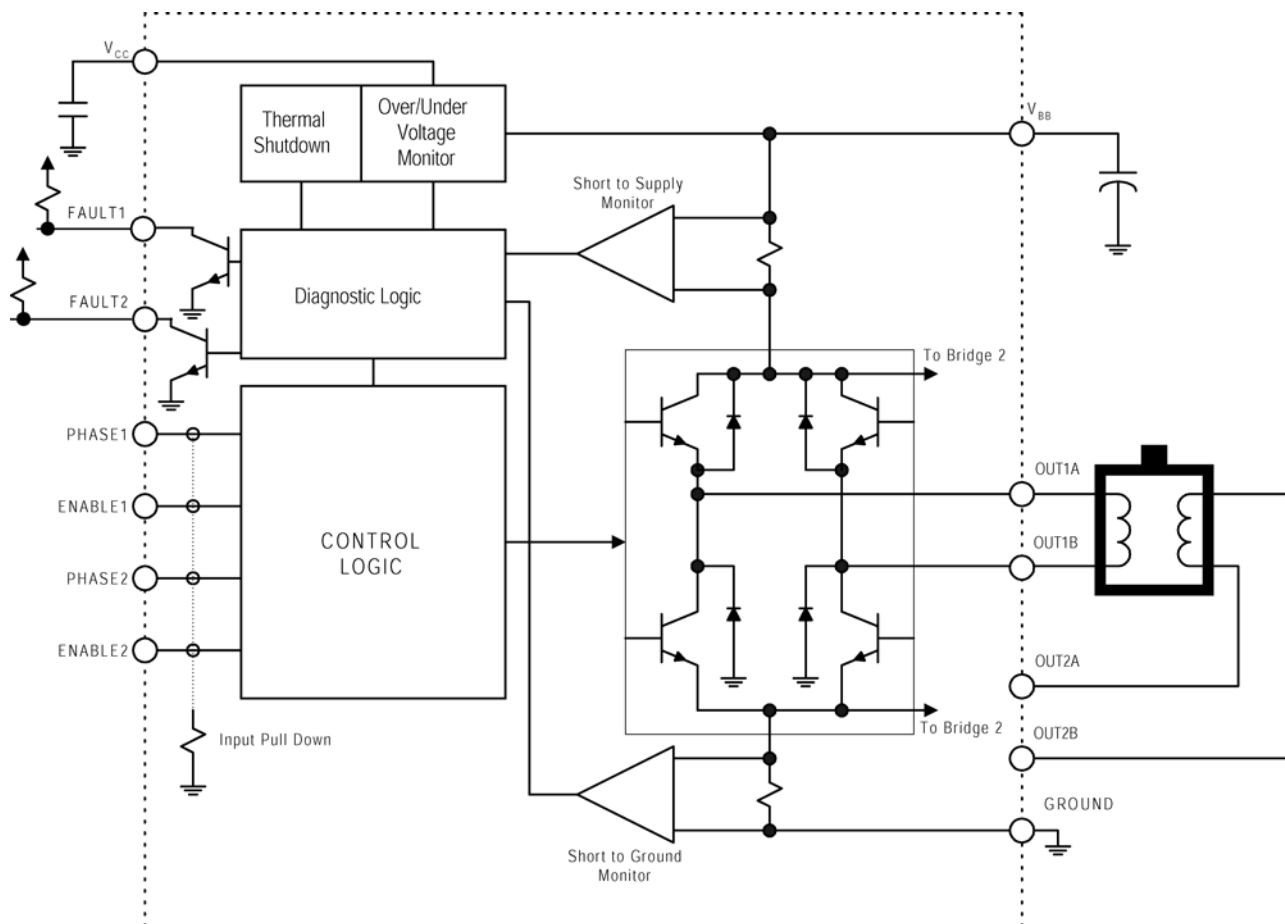 VCC
Thermal
Shutdown
Over/Under
Voltage
Monitor
VBB
Short to Supply
Monitor
FAULT1
FAULT2
Diagnostic Logic
To Bridge 2
PHASE1
ENABLE1
PHASE2
ENABLE2
CONTROL
LOGIC
OUT1A
OUT1B
OUT2A
OUT2B
To Bridge 2
Input Pull Down
GROUND
Short to Ground
Monitor